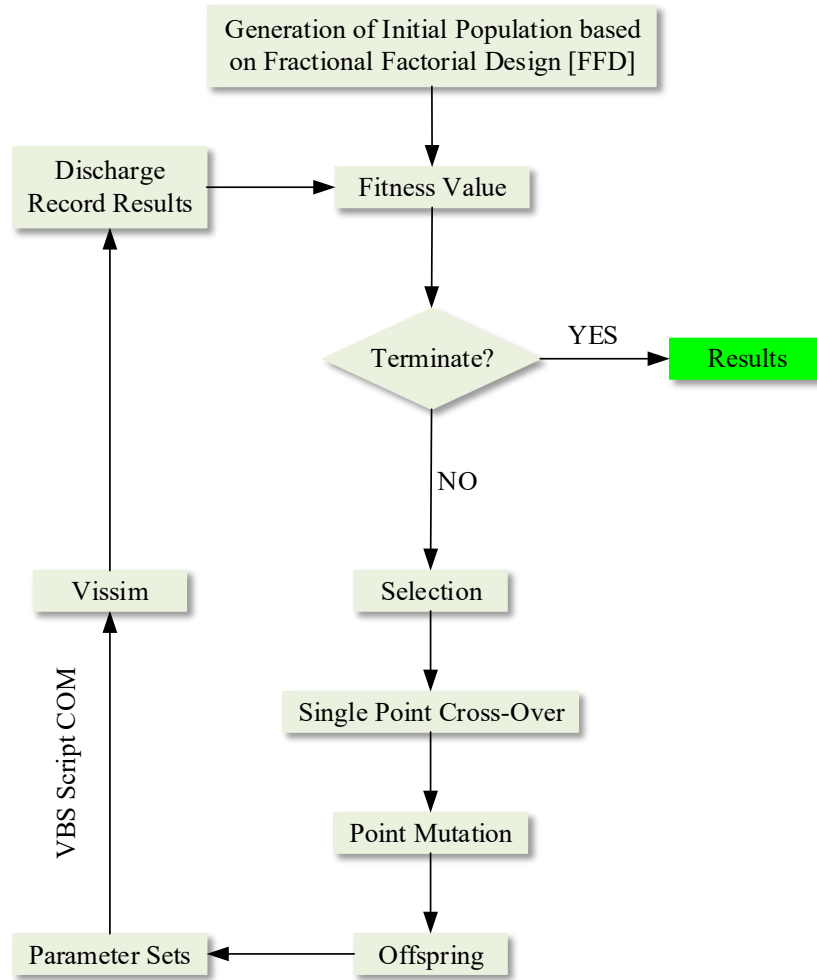 Generation of Initial Population based
on Fractional Factorial Design [FFD]
Discharge
Record Results
Fitness Value
Terminate?
YES
Results
NO
Vissim
Selection
VBS Script COM
Single Point Cross-Over
Point Mutation
Parameter Sets
Offspring